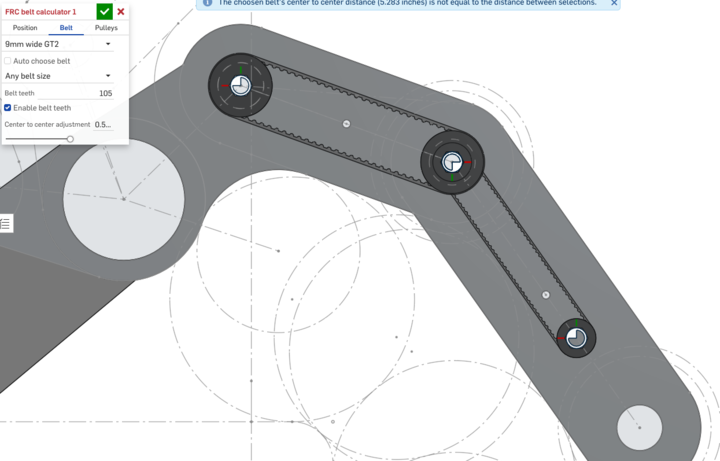 The choosen belt's center to center distance (5.283 inches) is not equal to the distance between selections.
FRC belt calculator 1
Position Belt Pulleys
9mm wide GT2
Auto choose belt
Any belt size
Belt teeth 105
Enable belt teeth
Center to center adjustment 0.5...